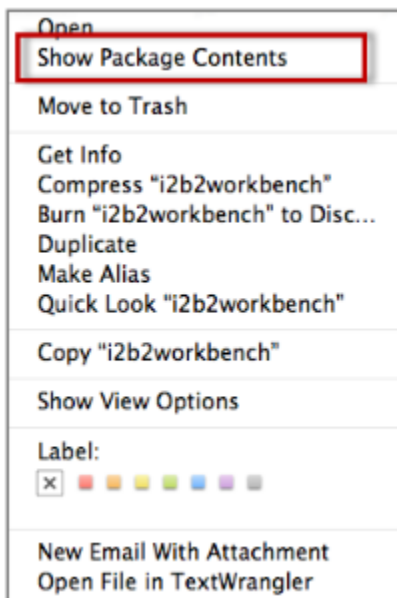 Open
Show Package Contents
Move to Trash
Get Info
Compress “i2b2workbench”
Burn “i2b2workbench” to Disc...
Duplicate
Make Alias
Quick Look “i2b2workbench”
Copy “i2b2workbench”
Show View Options
Label:
New Email With Attachment
Open File in TextWrangler